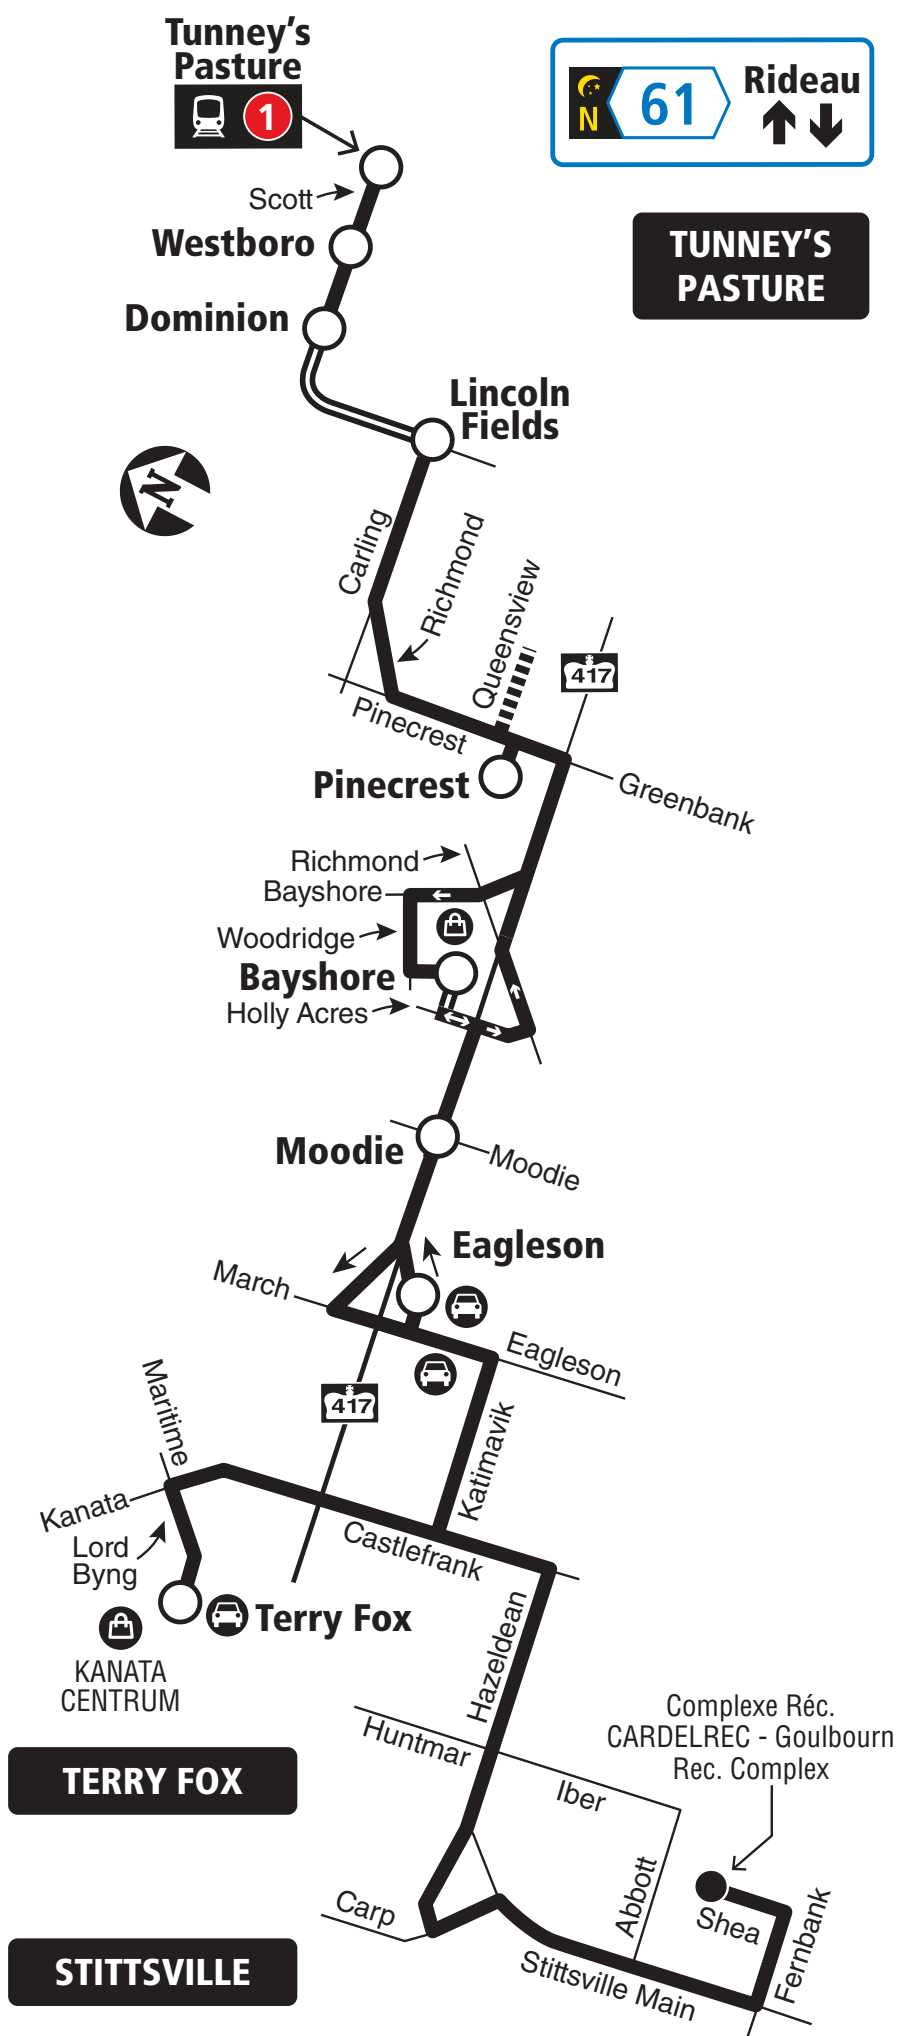 Tunney's
Pasture
1
N
61
Rideau
Scott
TUNNEY'S
PASTURE
Westboro
Dominion
Lincoln
Fields
N
Carling
Richmond
Queensview
417
Pinecrest
Pinecrest
Greenbank
Richmond
Bayshore
Woodridge
Bayshore
Holly Acres
Moodie
Moodie
Eagleson
March
Eagleson
Maritime
417
Katimavik
Kanata
Lord
Byng
Castlefrank
Terry Fox
KANATA
CENTRUM
Hazeldean
Huntmar
Complexe Réc.
CARDELREC - Goulbourn
Rec. Complex
TERRY FOX
Iber
Abbott
Carp
Shea
Fernbank
STITTSVILLE
Stittsville Main